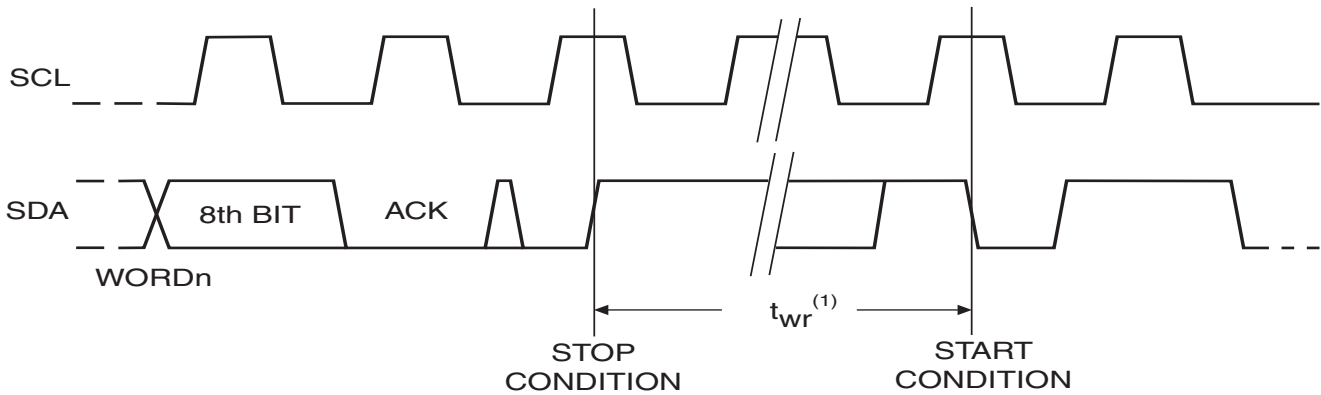 SCL
SDA
8th BIT
ACK
WORDn
twr(1)
STOP
CONDITION
START
CONDITION